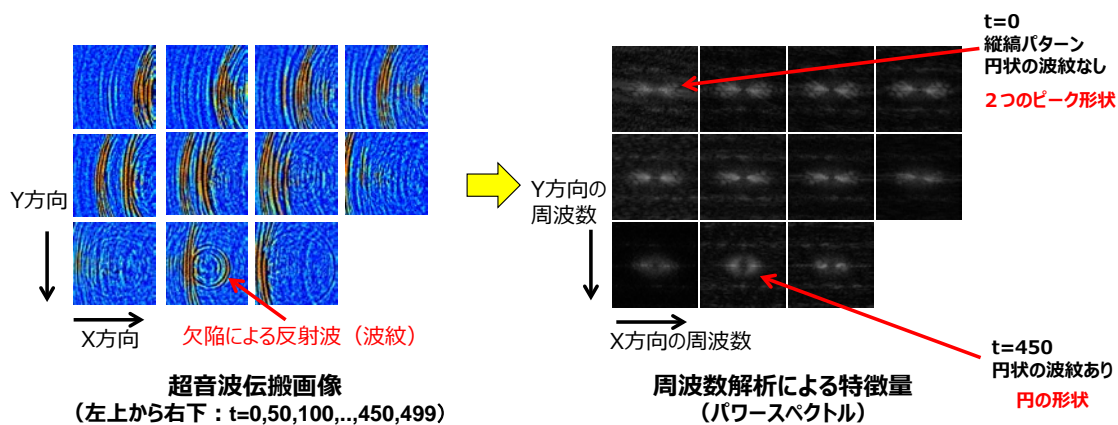 t=0
縦縞パターン
円状の波紋なし
２つのピーク形状
Y方向
Y方向の
周波数
欠陥による反射波（波紋）
X方向
X方向の周波数
t=450
円状の波紋あり
円の形状
超音波伝搬画像
（左上から右下：t=0,50,100,..,450,499）
周波数解析による特徴量
（パワースペクトル）